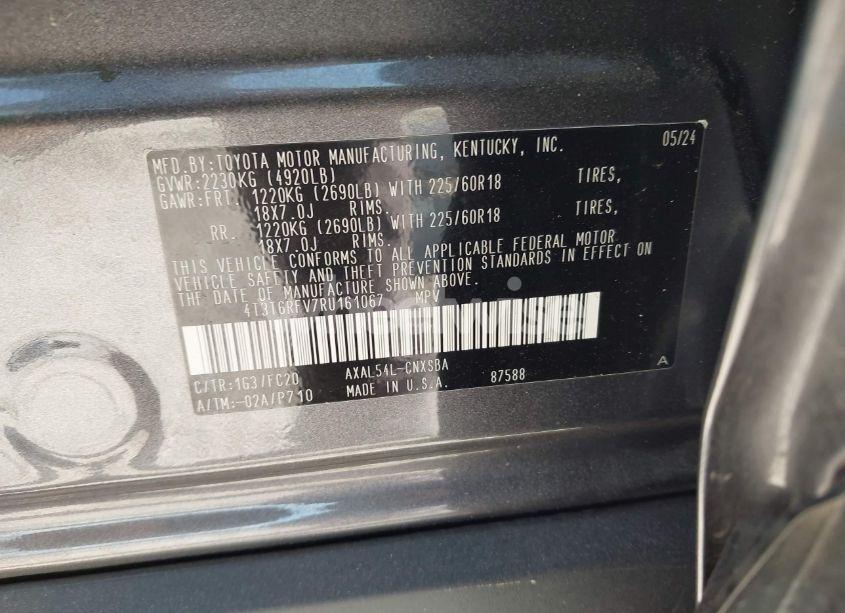 MFD.BY:TOYOTA MOTOR MANUFACTURING, KENTUCKY, INC. 05/24
GVWR:2230KG (4920LB)
GAWR:FRT. 1220KG (2690LB) WITH 225/60R18 TIRES,
18X7.0J RIMS.
RR. 1220KG (2690LB) WITH 225/60R18 TIRES,
18X7.0J RIMS.
THIS VEHICLE CONFORMS TO ALL APPLICABLE FEDERAL MOTOR
VEHICLE SAFETY AND THEFT PREVENTION STANDARDS IN EFFECT ON
THE DATE OF MANUFACTURE SHOWN ABOVE.
4T3T6RFV7RU161067 MPV
C/TR:1G3/FC20 AXAL54L-CNXSBA A
A/TM:-02A/P710 MADE IN U.S.A. 87588